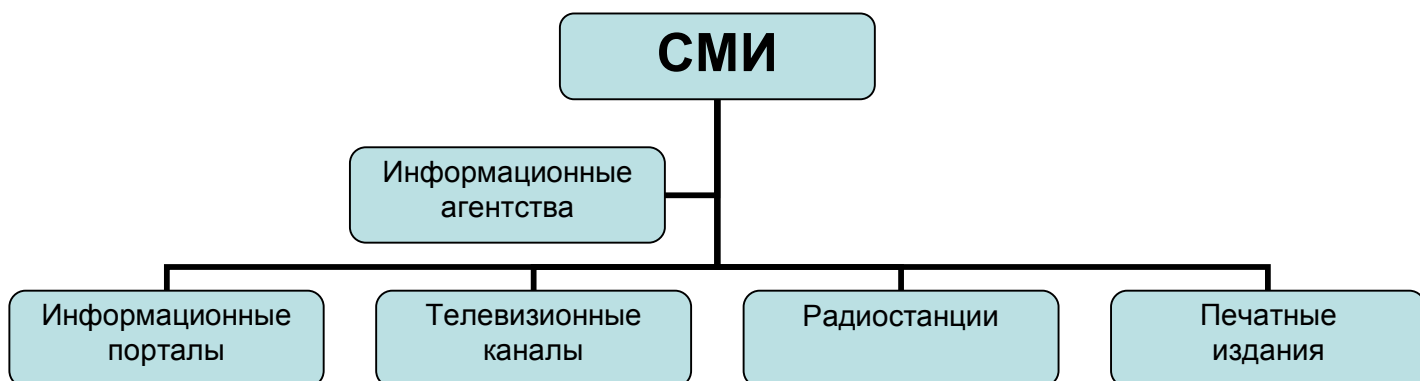 СМИ
Информационные
агентства
Информационные
порталы
Телевизионные
каналы
Радиостанции
Печатные
издания